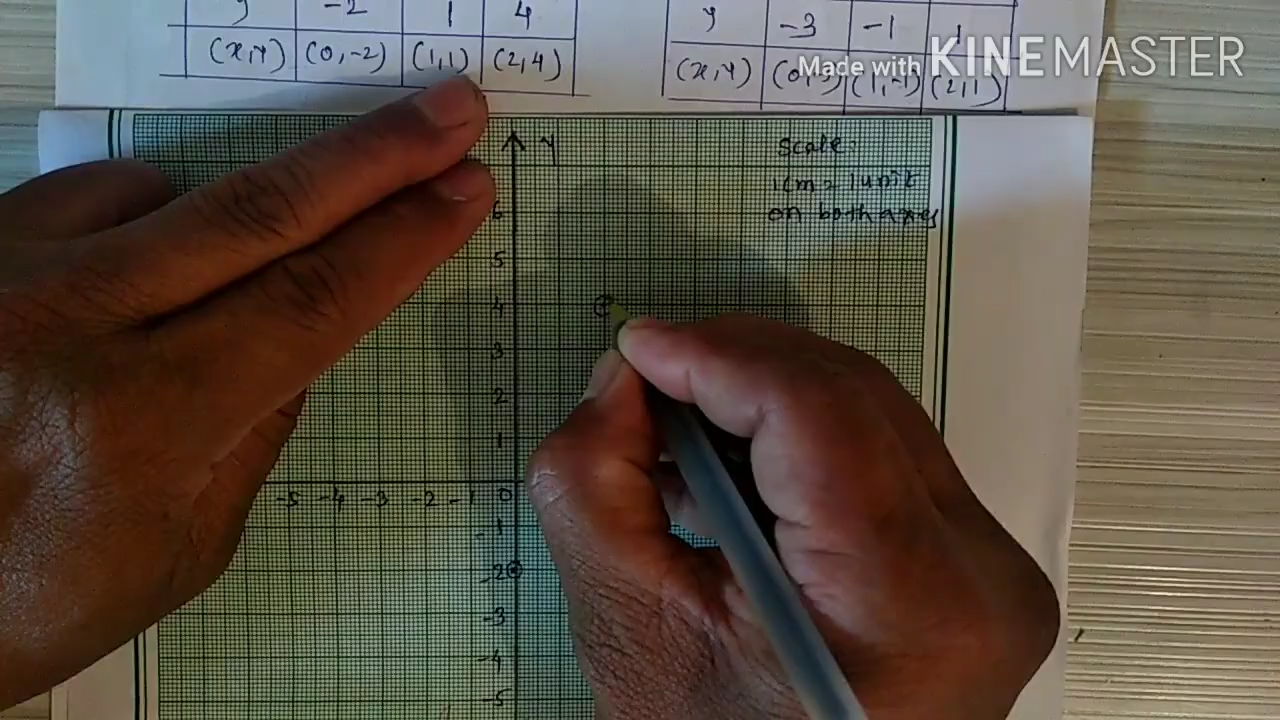 y -2 1 4
(x,y) (0,-2) (1,1) (2,4)
y -3 -1 1
(x,y) (0,-3) (1,-1) (2,1)
Made with KINEMASTER
Y
Scale:
1cm = 1unit
on both axes
6
5
4
3
2
1
-5 -4 -3 -2 -1 0
-1
-2
-3
-4
-5